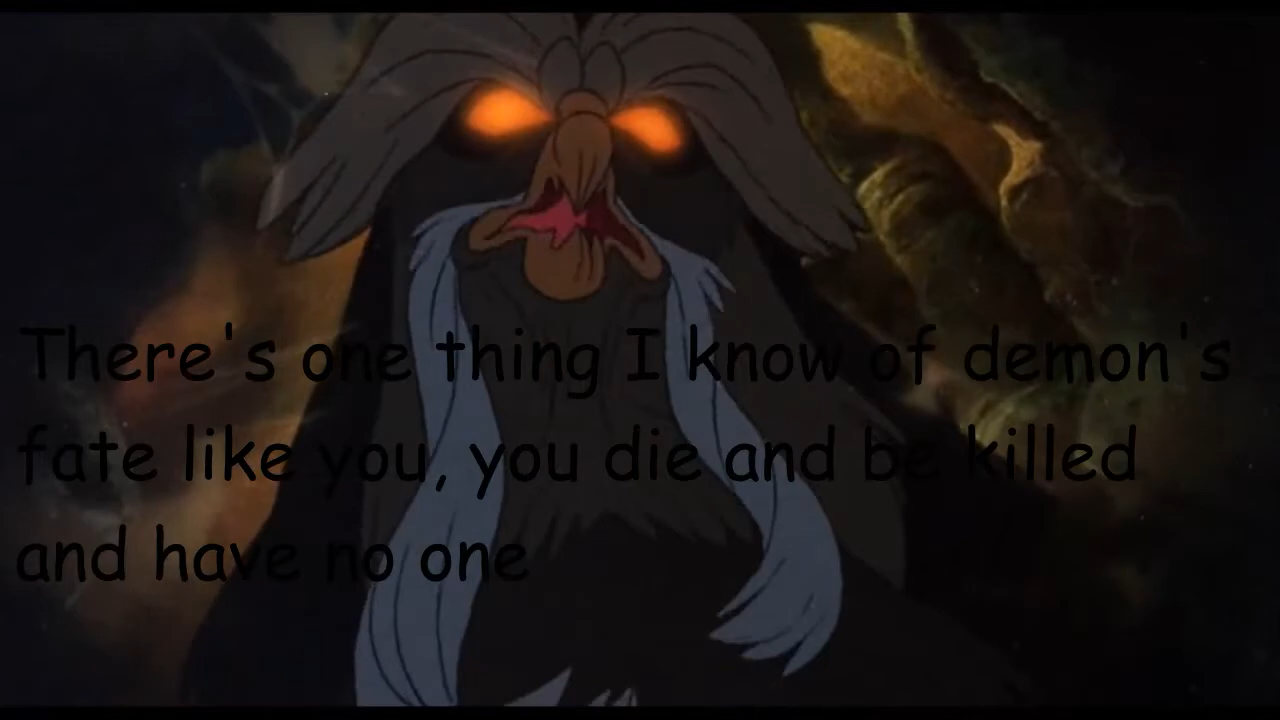 There's one thing I know of demon's
fate like you, you die and be killed
and have no one